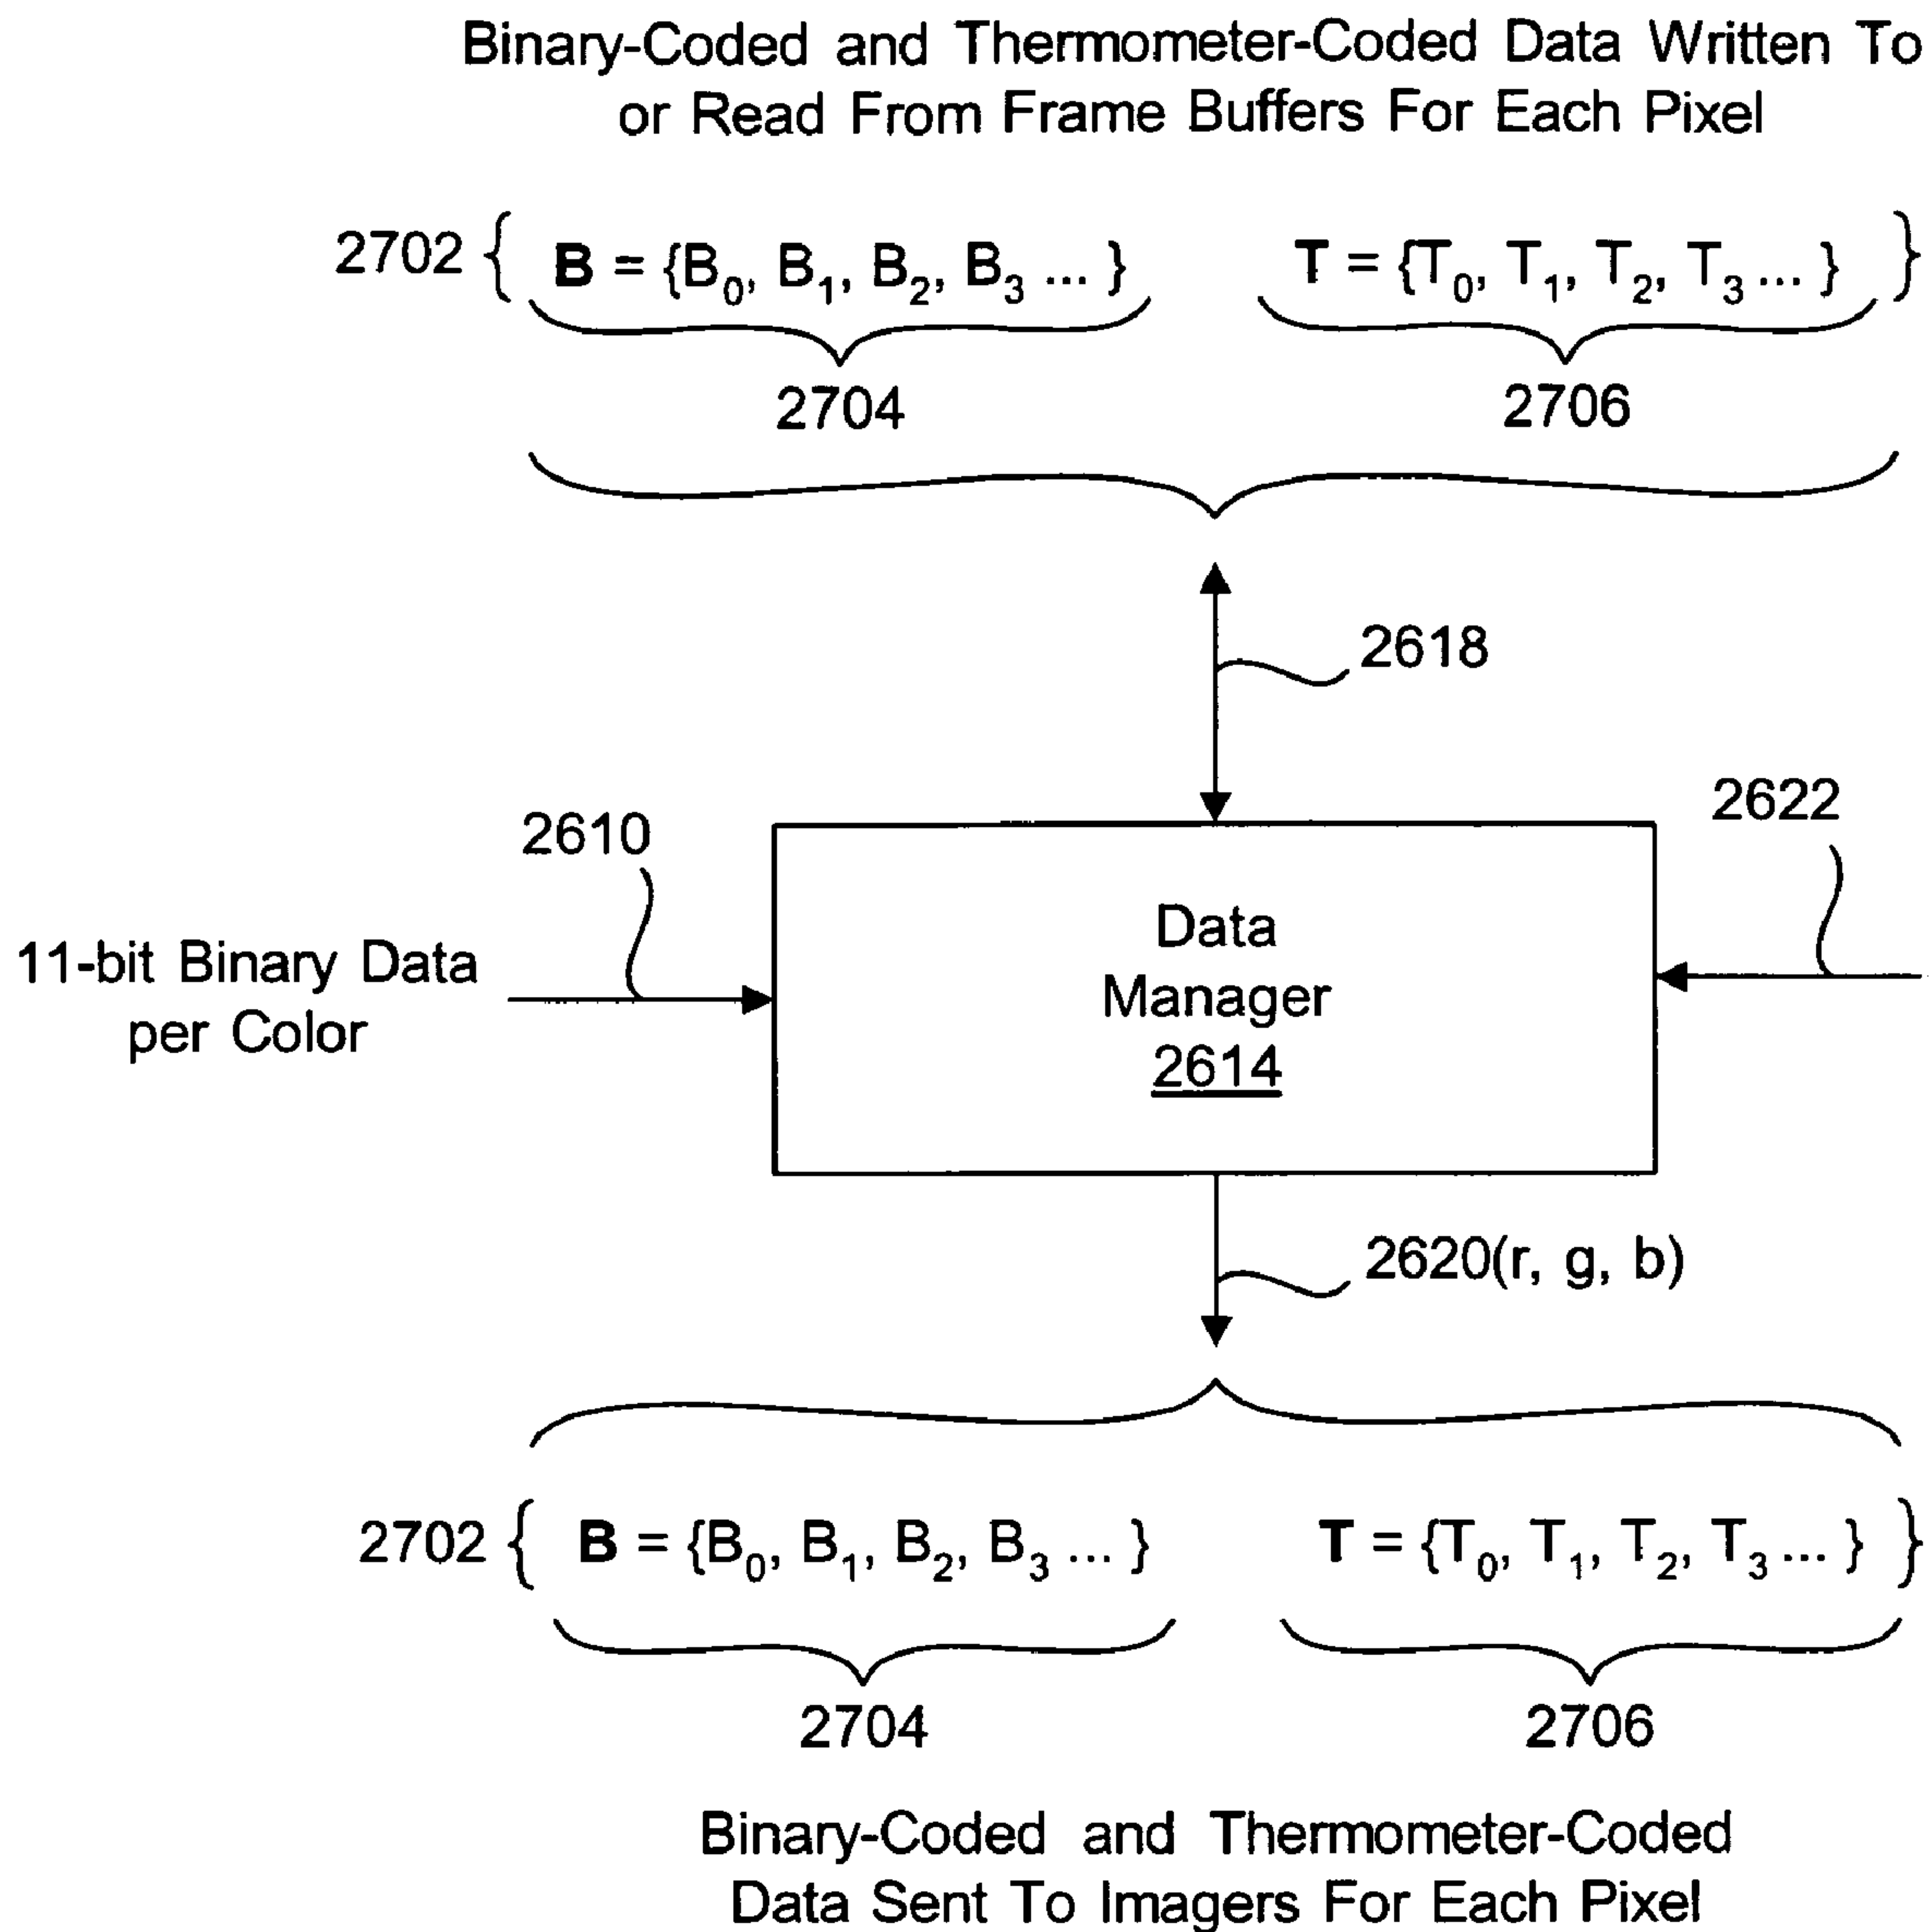 Binary-Coded and Thermometer-Coded Data Written To
or Read From Frame Buffers For Each Pixel
2702 { B = {B₀, B₁, B₂, B₃ ... } T = {T₀, T₁, T₂, T₃ ... } }
2704 2706
2618
2622
2610
Data
Manager
2614
11-bit Binary Data
per Color
2620(r, g, b)
2702 { B = {B₀, B₁, B₂, B₃ ... } T = {T₀, T₁, T₂, T₃ ... } }
2704 2706
Binary-Coded and Thermometer-Coded
Data Sent To Imagers For Each Pixel